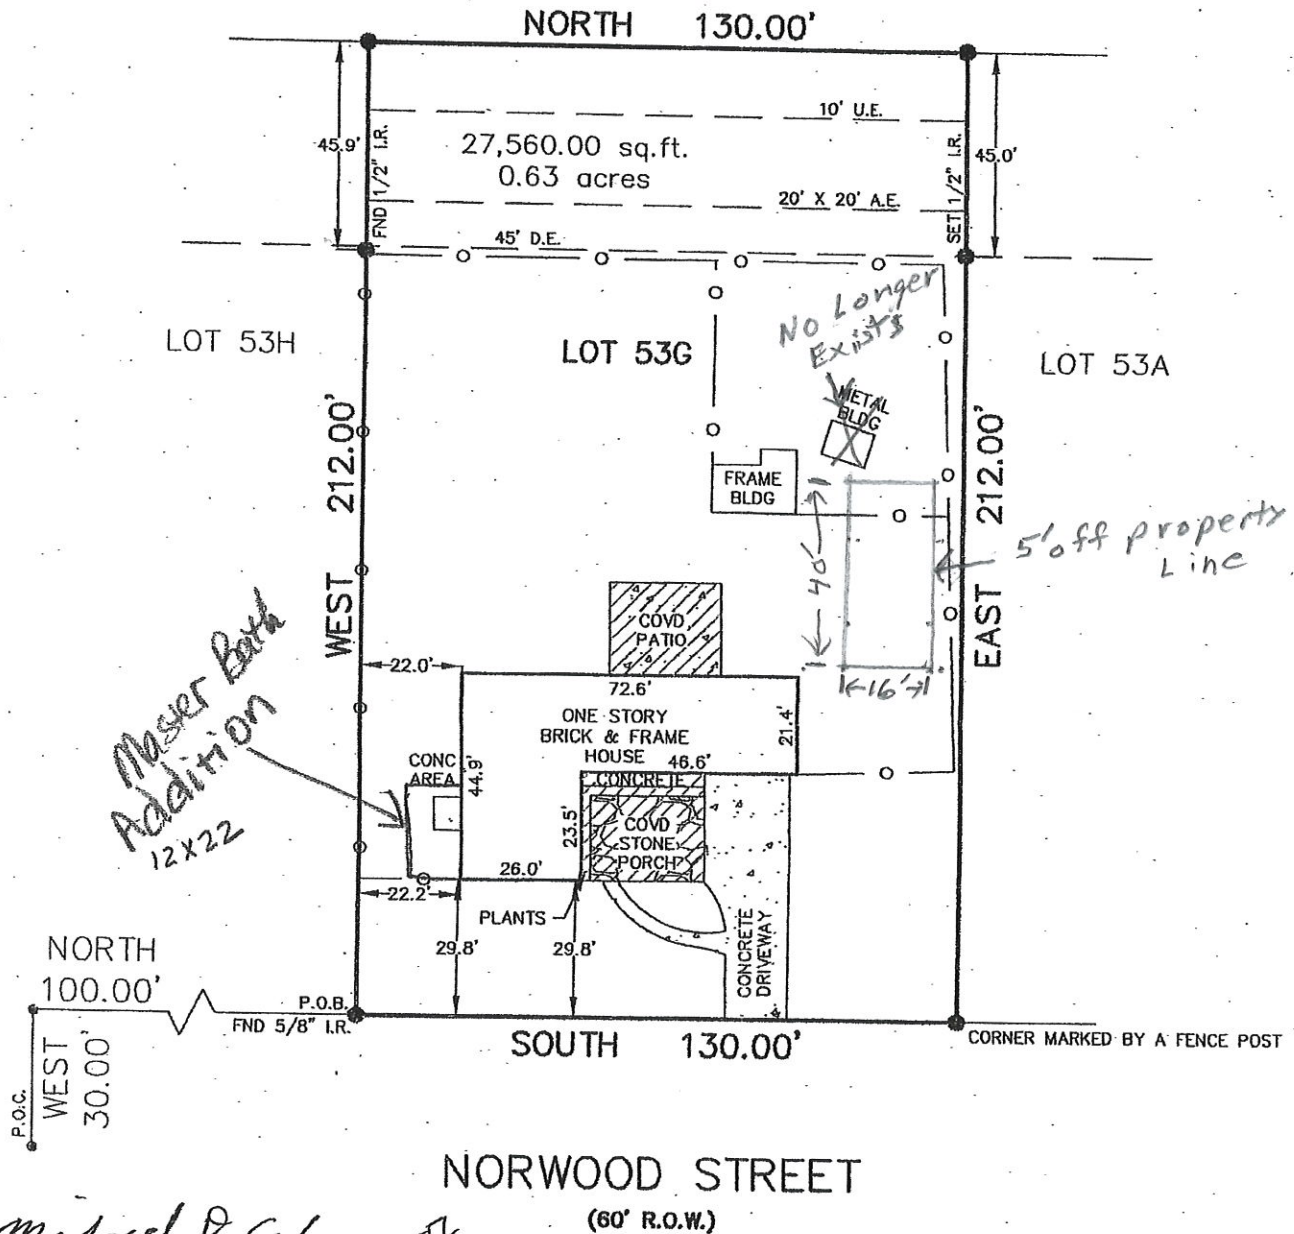 NORTH 130.00'
10' U.E.
45.9'
FND 1/2" I.R.
27,560.00 sq.ft.
0.63 acres
SET 1/2" I.R.
45.0'
20' X 20' A.E.
45' D.E.
No Longer
Exists
LOT 53H
LOT 53G
LOT 53A
METAL
BLDG
WEST 212.00'
EAST 212.00'
FRAME
BLDG
5' off property
Line
40'
16'
COVD
PATIO
22.0'
72.6'
Master Bath
Addition
12x22
ONE STORY
BRICK & FRAME
HOUSE
21.4'
46.6'
CONC
AREA
44.9'
CONCRETE
23.5'
COVD
STONE
PORCH
26.0'
22.2'
PLANTS
29.8'
29.8'
CONCRETE
DRIVEWAY
NORTH
100.00'
P.O.B.
FND 5/8" I.R.
SOUTH 130.00'
CORNER MARKED BY A FENCE POST
WEST
30.00'
P.O.C.
NORWOOD STREET
(60' R.O.W.)